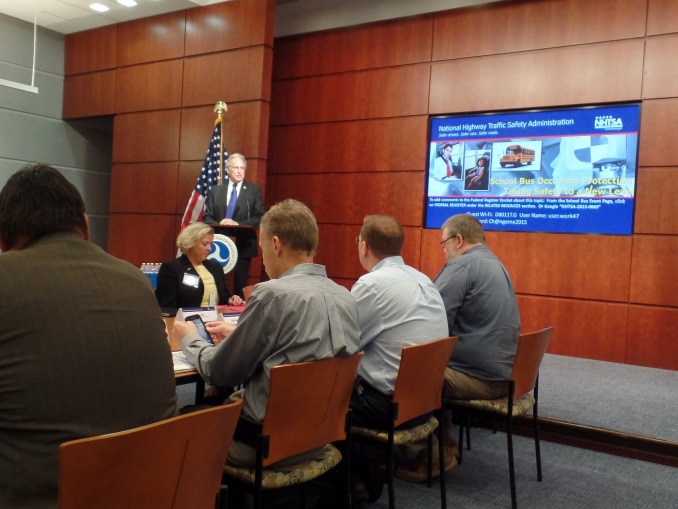 National Highway Traffic Safety Administration
Safer drivers. Safer cars. Safer roads.
NHTSA
School Bus Occupant Protection:
Taking Safety to a New Level
To add comments to the Federal Register Docket about this topic: From the School Bus Event Page, click
on FEDERAL REGISTER under the RELATED RESOURCES section. Or Google "NHTSA-2015-
Guest Wi-Fi: User Name: user.work47